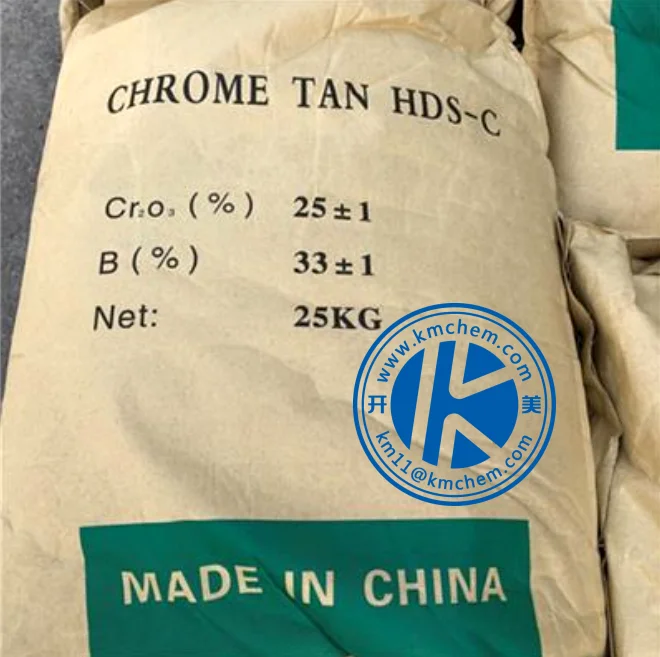 CHROME TAN HDS-C
Cr₂O₃ (%) 25±1
B (%) 33±1
Net: 25KG
www.kmchem.com
开 美
km11@kmchem.com
MADE IN CHINA